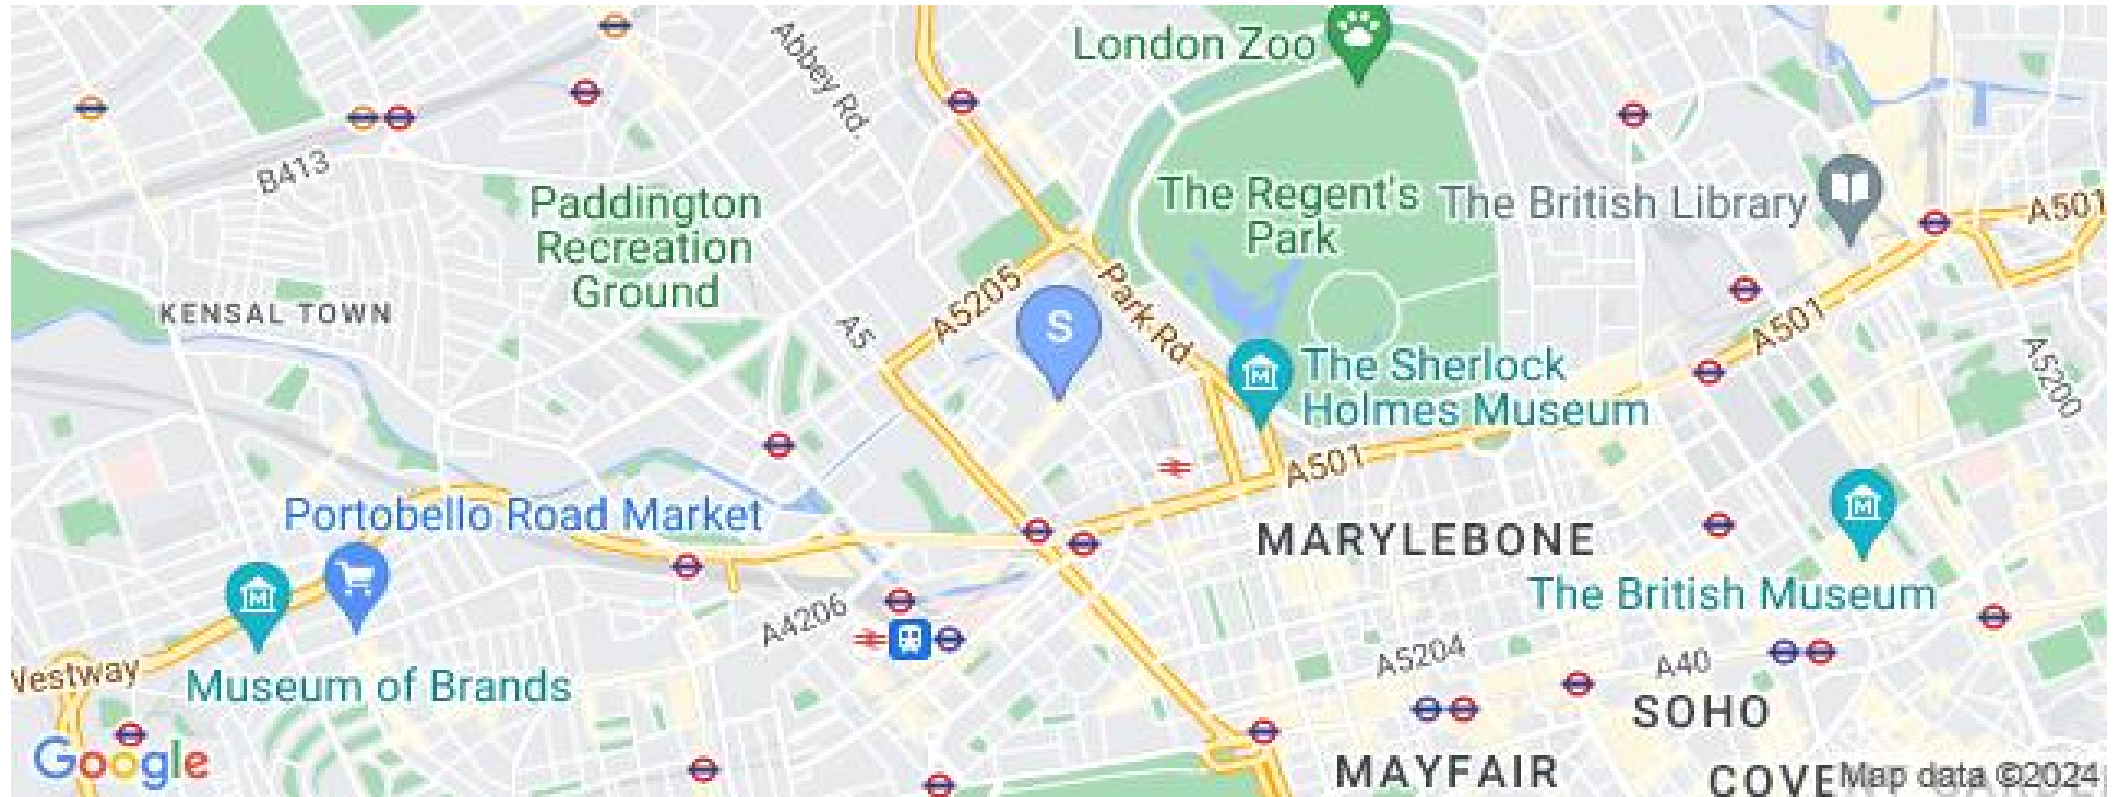 London Zoo
Abbey Rd.
B413
Paddington
Recreation
Ground
The Regent's
Park
The British Library
A501
KENSAL TOWN
A5205
Park Rd
A5
S
A501
The Sherlock
Holmes Museum
A5200
A501
Portobello Road Market
MARYLEBONE
The British Museum
A4206
A5204
A40
Westway
Museum of Brands
SOHO
Google
MAYFAIR
COVE
Map data ©2024